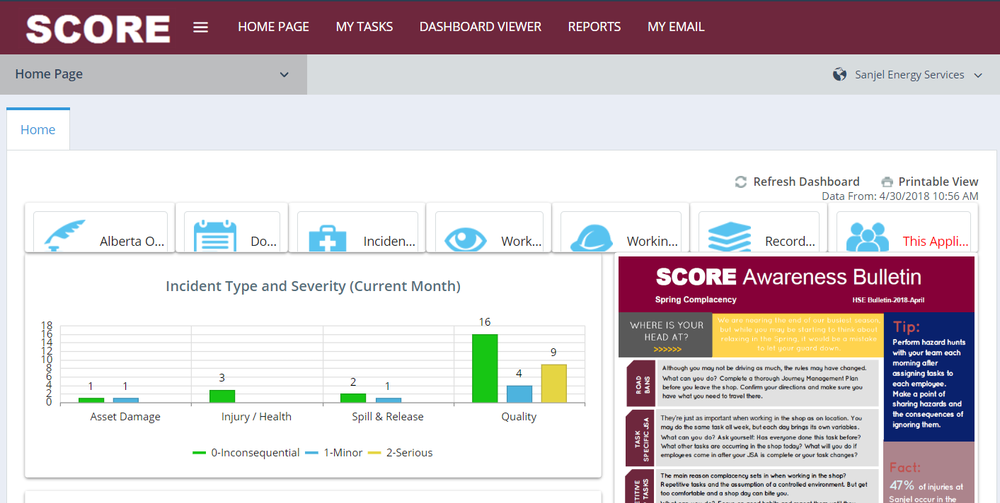 SCORE
HOME PAGE
MY TASKS
DASHBOARD VIEWER
REPORTS
MY EMAIL
Home Page
Sanjel Energy Services
Home
Refresh Dashboard
Printable View
Data From: 4/30/2018 10:56 AM
Alberta O...
Do...
Inciden...
Work...
Workin...
Record...
This Appli...
Incident Type and Severity (Current Month)
18
16
14
12
10
8
6
4
2
0
1
1
3
2
1
16
4
9
Asset Damage
Injury / Health
Spill & Release
Quality
0-Inconsequential
1-Minor
2-Serious
SCORE Awareness Bulletin
Spring Complacency
HSE Bulletin-2018-April
WHERE IS YOUR
HEAD AT?
>>>>>>
We are nearing the end of our busiest season,
but while you may be starting to think about
relaxing in the Spring, it would be a mistake
to let your guard down.
Tip:
Perform hazard hunts
with your team each
morning after
assigning tasks to
each employee.
Make a point of
sharing hazards and
the consequences of
ignoring them.
ROAD
BANS
Although you may not be driving as much, the rules may have changed.
What can you do? Complete a thorough Journey Management Plan
before you leave the shop. Confirm your directions and make sure you
have what you need to travel there.
TASK
SPECIFIC JSA
They're just as important when working in the shop as on location. You
may do the same task all week, but each day brings its own variables.
What can you do? Ask yourself: Has everyone done this task before?
What other tasks are occurring in the shop today? What will you do if
employees come in after your JSA is complete or your task changes?
TASKS
The main reason complacency sets in when working in the shop?
Repetitive tasks and the assumption of a controlled environment. But get
too comfortable and a shop day can bite you.
Fact:
47% of injuries at
Sanjel occur in the